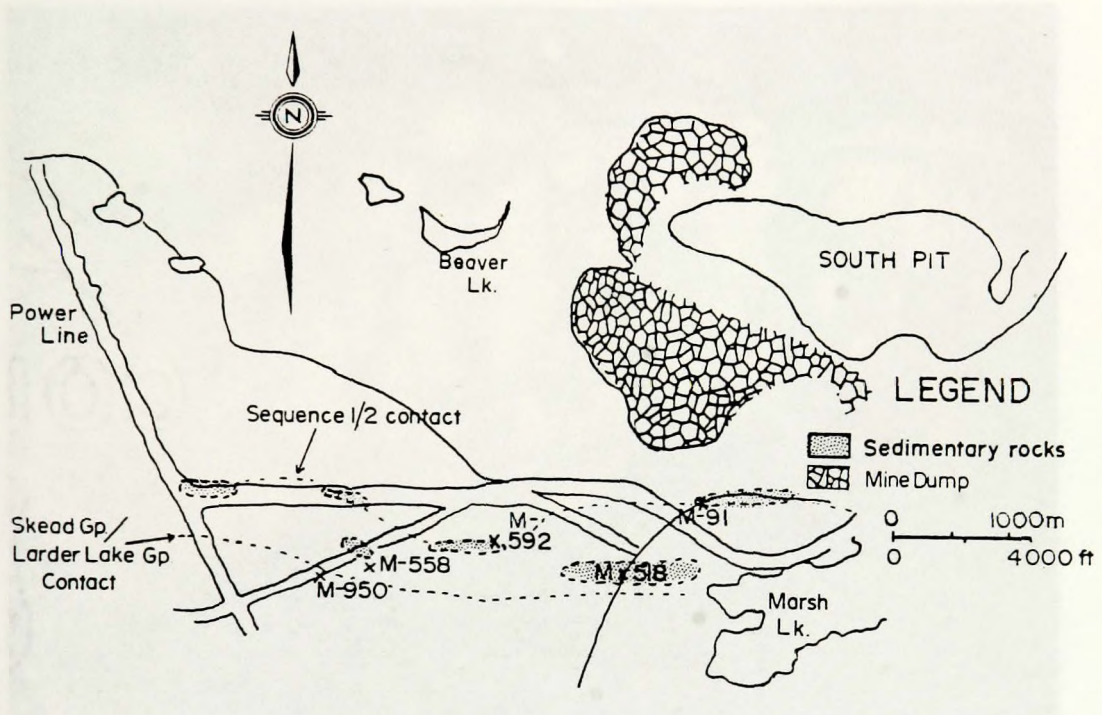 N
Beaver
Lk.
SOUTH PIT
Power
Line
LEGEND
Sequence 1/2 contact
Sedimentary rocks
Mine Dump
M-91
0 1000m
0 4000 ft
Skead Gp/
Larder Lake Gp
Contact
M-
592
M-558
M-518
M-950
Marsh
Lk.